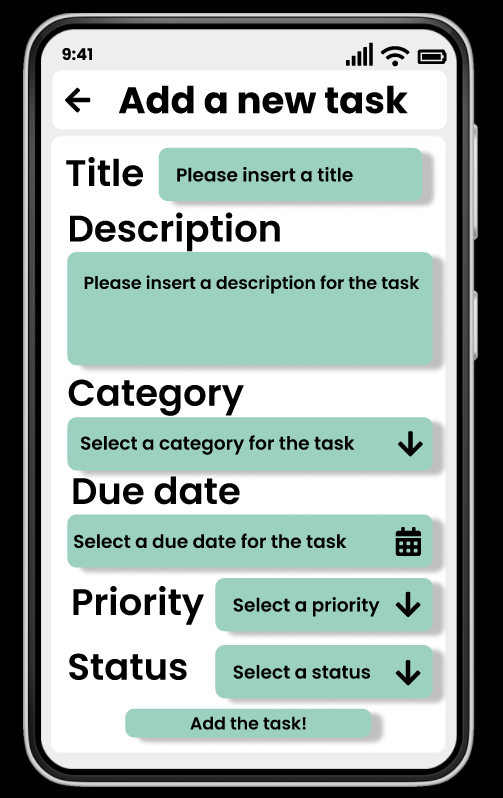 9:41
Add a new task
Title Please insert a title
Description
Please insert a description for the task
Category
Select a category for the task
Due date
Select a due date for the task
Priority Select a priority
Status Select a status
Add the task!